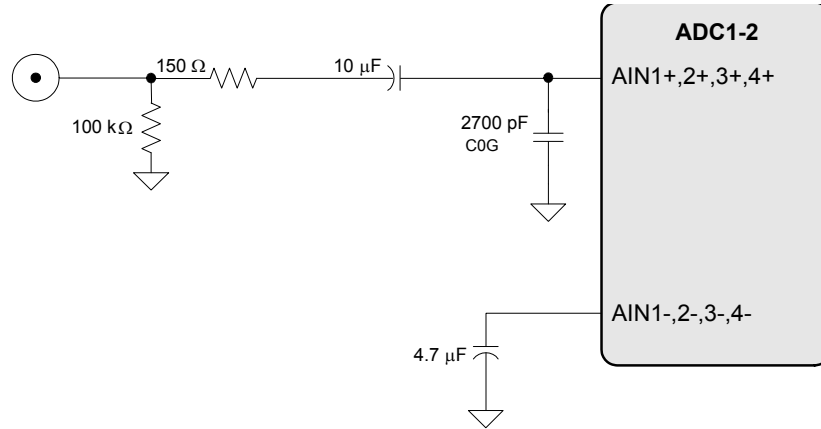 ADC1-2
150 Ω
10 µF
AIN1+,2+,3+,4+
100 kΩ
2700 pF
C0G
AIN1-,2-,3-,4-
4.7 µF